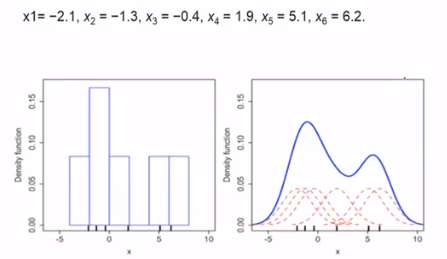 x1= −2.1, x₂ = −1.3, x₃ = −0.4, x₄ = 1.9, x₅ = 5.1, x₆ = 6.2.
Density function
0.00 0.05 0.10 0.15
-5 0 5 10
x
Density function
0.00 0.05 0.10 0.15
-5 0 5 10
x